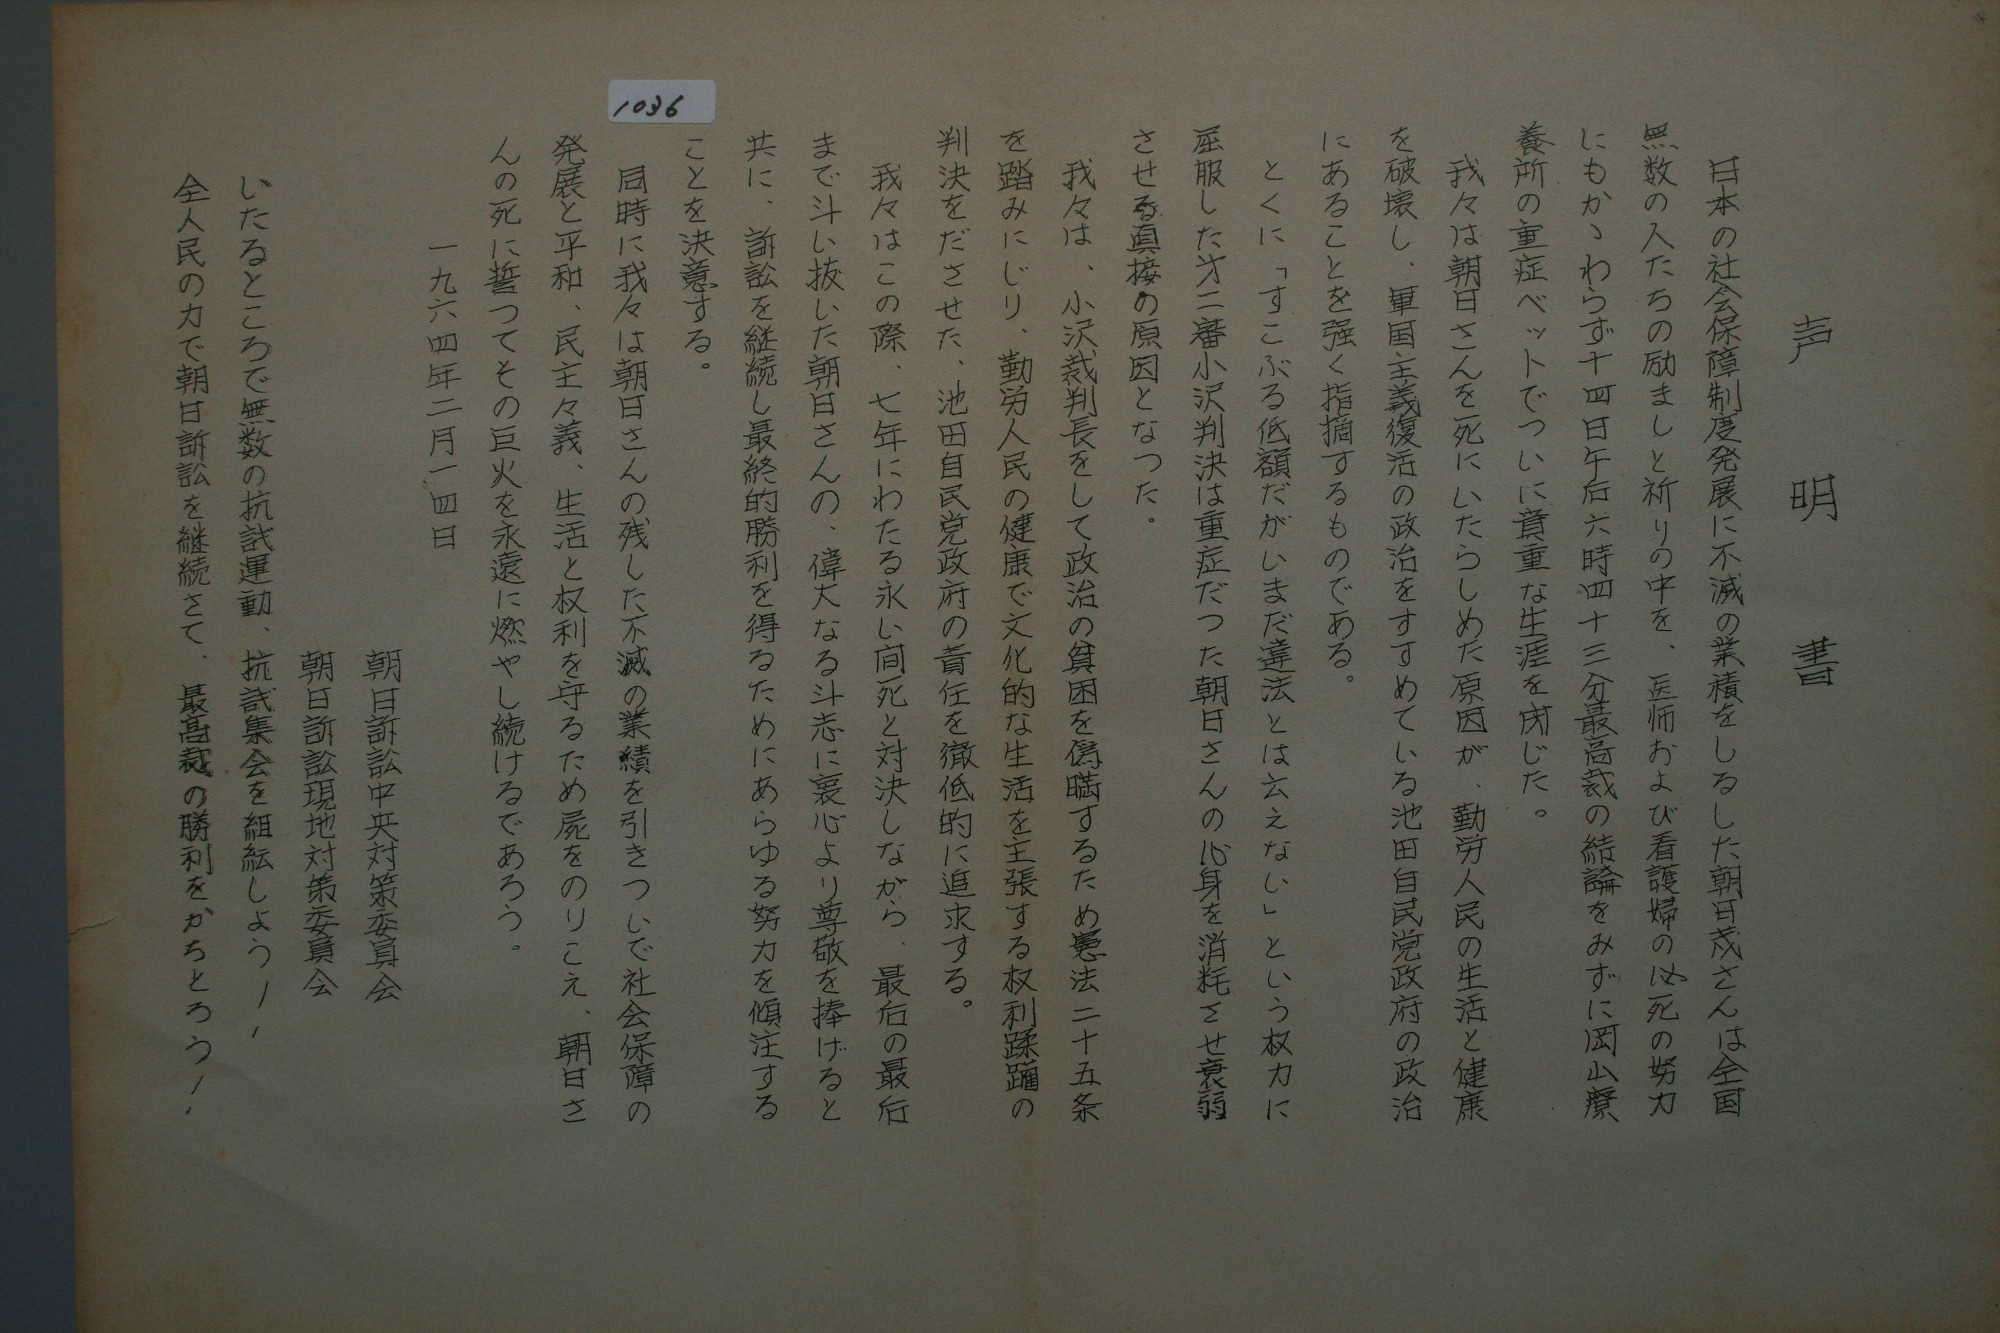 1036
声明書
日本の社会保障制度発展に不滅の業積をしるした朝日茂さんは全国
無数の人たちの励ましと祈りの中を、医師および看護婦の必死の努力
にもかゝわらず十四日午后六時四十三分最高裁の結論をみずに岡山療
養所の重症ベットでついに貴重な生涯を閉じた。
我々は朝日さんを死にいたらしめた原因が、勤労人民の生活と健康
を破壊し、軍国主義復活の政治をすすめている池田自民党政府の政治
にあることを強く指摘するものである。
とくに「すこぶる低額だがいまだ違法とは云えない」という权力に
屈服した㐧二審小沢判決は重症だつた朝日さんの心身を消耗させ衰弱
させる真接の原因となつた。
我々は、小沢裁判長をして政治の貧困を偽瞞するため憲法二十五条
を踏みにじり、勤労人民の健康で文化的な生活を主張する权利蹂躙の
判決をださせた、池田自民党政府の責任を徹低的に追求する。
我々はこの際、七年にわたる永い间死と対決しながら、最后の最后
まで斗い抜いた朝日さんの、偉大なる斗志に裏心より尊敬を捧げると
共に、訴訟を継続し最終的勝利を得るためにあらゆる努力を傾注する
ことを決意する。
同時に我々は朝日さんの残した不滅の業績を引きついで社会保障の
発展と平和、民主々義、生活と权利を守るため屍をのりこえ、朝日さ
んの死に誓つてその巨火を永遠に燃やし続けるであろう。
一九六四年二月一四日
朝日訴訟中央対策委員会
朝日訴訟現地対策委員会
いたるところで無数の抗試運動、抗試集会を組紜しよう！！
全人民の力で朝日訴訟を継続さて、最高裁の勝利をかちとろう！！